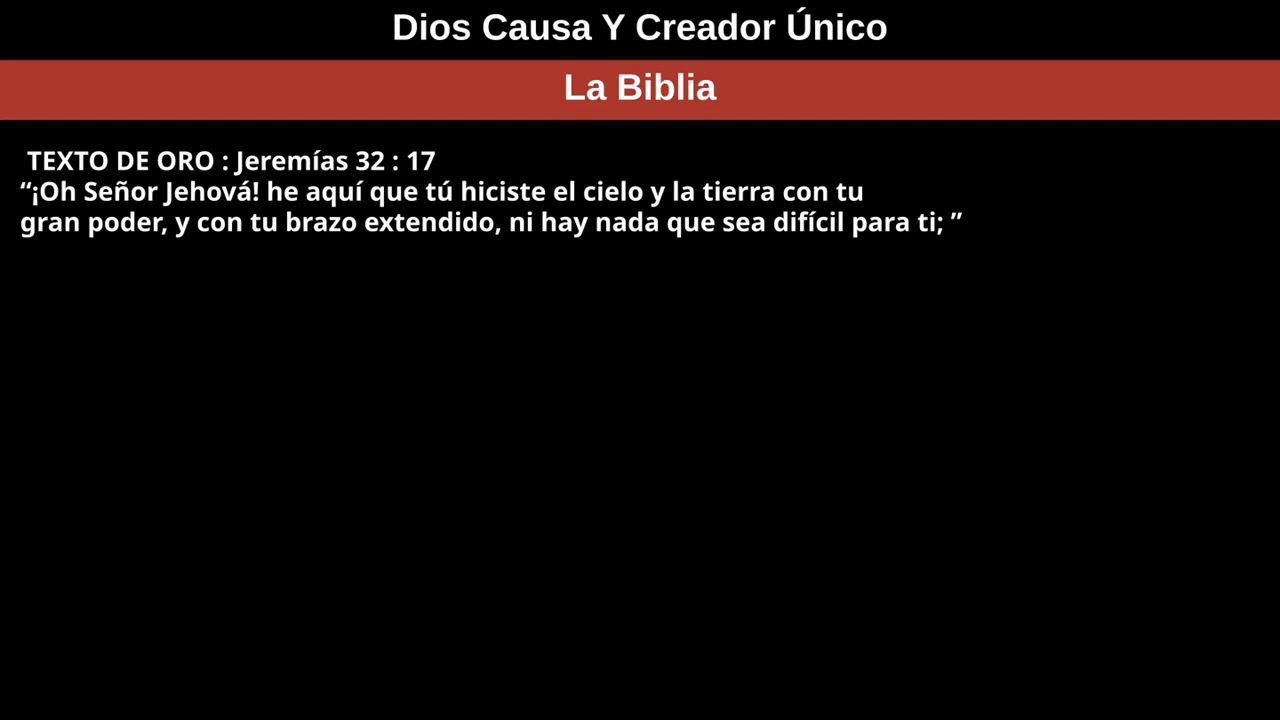 Dios Causa Y Creador Único
La Biblia
TEXTO DE ORO : Jeremías 32 : 17
“¡Oh Señor Jehová! he aquí que tú hiciste el cielo y la tierra con tu
gran poder, y con tu brazo extendido, ni hay nada que sea difícil para ti; ”